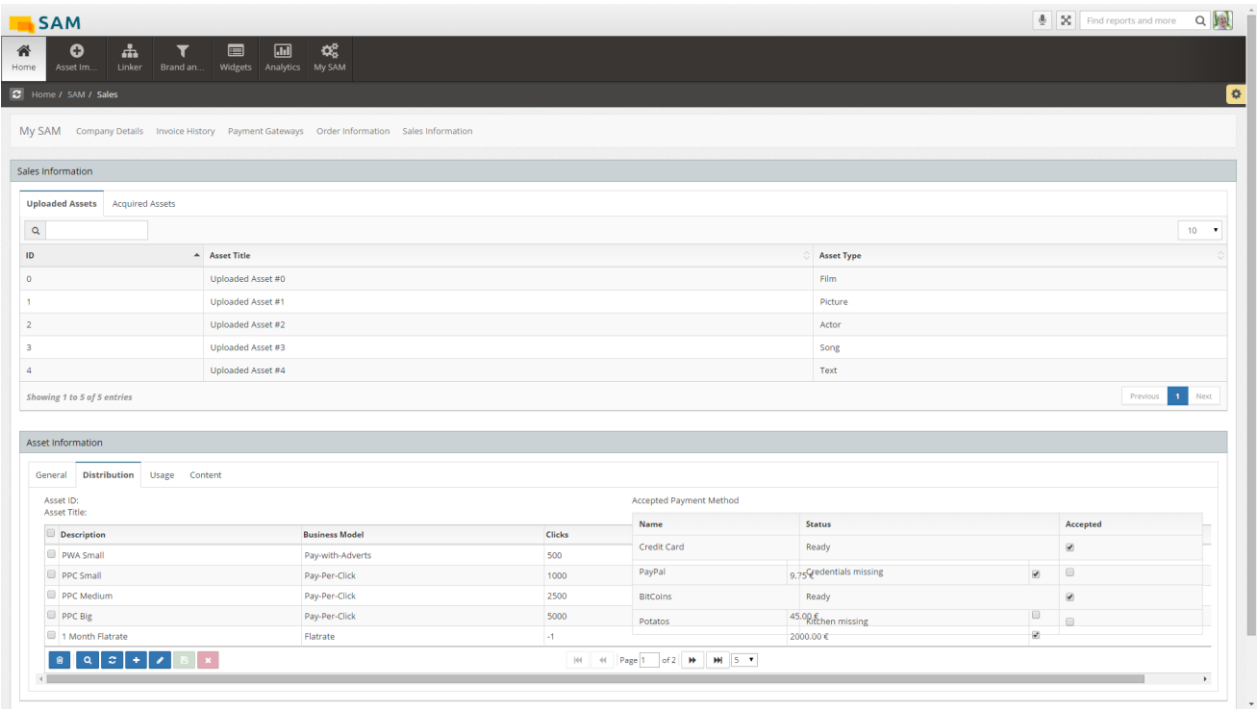 SAM
Find reports and more
Home Asset Im... Linker Brand an... Widgets Analytics My SAM
Home / SAM / Sales
My SAM Company Details Invoice History Payment Gateways Order Information Sales Information
Sales Information
Uploaded Assets Acquired Assets
10
ID Asset Title Asset Type
0 Uploaded Asset #0 Film
1 Uploaded Asset #1 Picture
2 Uploaded Asset #2 Actor
3 Uploaded Asset #3 Song
4 Uploaded Asset #4 Text
Showing 1 to 5 of 5 entries Previous 1 Next
Asset Information
General Distribution Usage Content
Asset ID: Accepted Payment Method
Asset Title:
Name Status Accepted
Description Business Model Clicks
Credit Card Ready
PWA Small Pay-with-Adverts 500
PayPal Credentials missing
PPC Small Pay-Per-Click 1000 9.75 €
BitCoins Ready
PPC Medium Pay-Per-Click 2500
PPC Big Pay-Per-Click 5000 45.00 €
Potatos Kitchen missing
1 Month Flatrate Flatrate -1 2000.00 €
Page 1 of 2 5